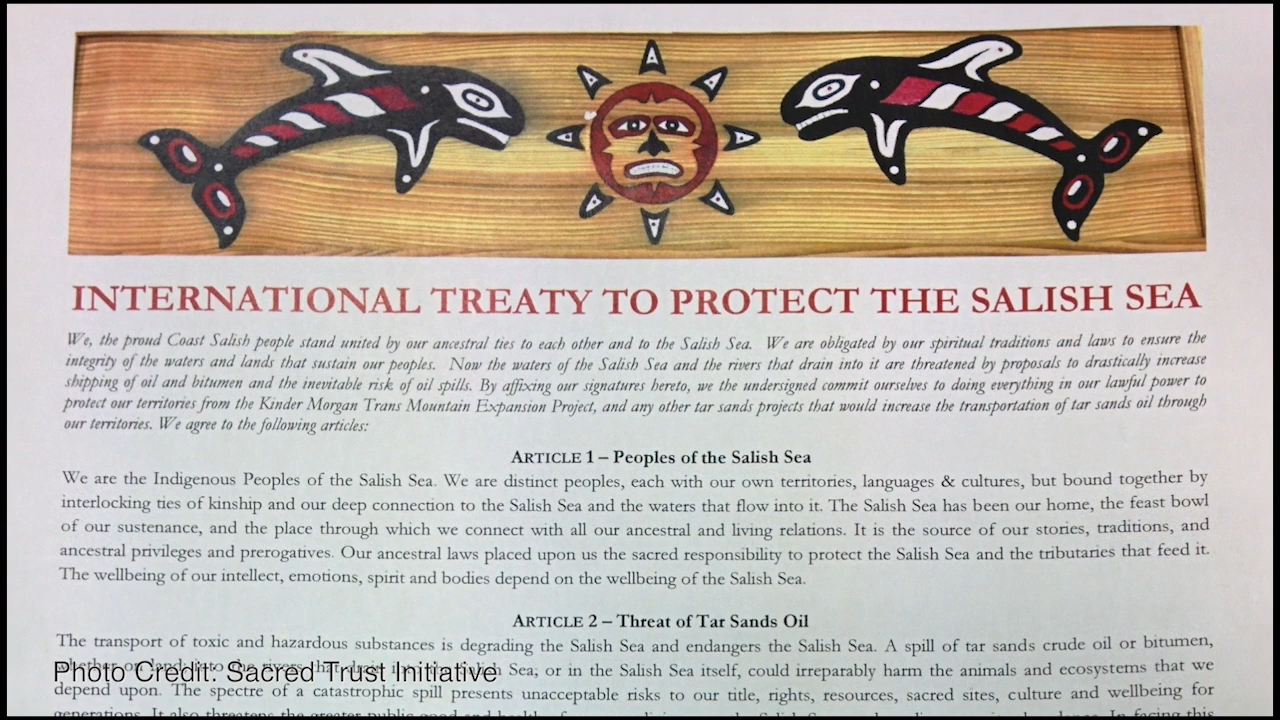 INTERNATIONAL TREATY TO PROTECT THE SALISH SEA
We, the proud Coast Salish people stand united by our ancestral ties to each other and to the Salish Sea. We are obligated by our spiritual traditions and laws to ensure the
integrity of the waters and lands that sustain our peoples. Now the waters of the Salish Sea and the rivers that drain into it are threatened by proposals to drastically increase
shipping of oil and bitumen and the inevitable risk of oil spills. By affixing our signatures hereto, we the undersigned commit ourselves to doing everything in our lawful power to
protect our territories from the Kinder Morgan Trans Mountain Expansion Project, and any other tar sands projects that would increase the transportation of tar sands oil through
our territories. We agree to the following articles:
ARTICLE 1 – Peoples of the Salish Sea
We are the Indigenous Peoples of the Salish Sea. We are distinct peoples, each with our own territories, languages & cultures, but bound together by
interlocking ties of kinship and our deep connection to the Salish Sea and the waters that flow into it. The Salish Sea has been our home, the feast bowl
of our sustenance, and the place through which we connect with all our ancestral and living relations. It is the source of our stories, traditions, and
ancestral privileges and prerogatives. Our ancestral laws placed upon us the sacred responsibility to protect the Salish Sea and the tributaries that feed it.
The wellbeing of our intellect, emotions, spirit and bodies depend on the wellbeing of the Salish Sea.
ARTICLE 2 – Threat of Tar Sands Oil
The transport of toxic and hazardous substances is degrading the Salish Sea and endangers the Salish Sea. A spill of tar sands crude oil or bitumen,
Sea; or in the Salish Sea itself, could irreparably harm the animals and ecosystems that we
Photo Credit: Sacred Trust Initiative
depend upon. The spectre of a catastrophic spill presents unacceptable risks to our title, rights, resources, sacred sites, culture and wellbeing for